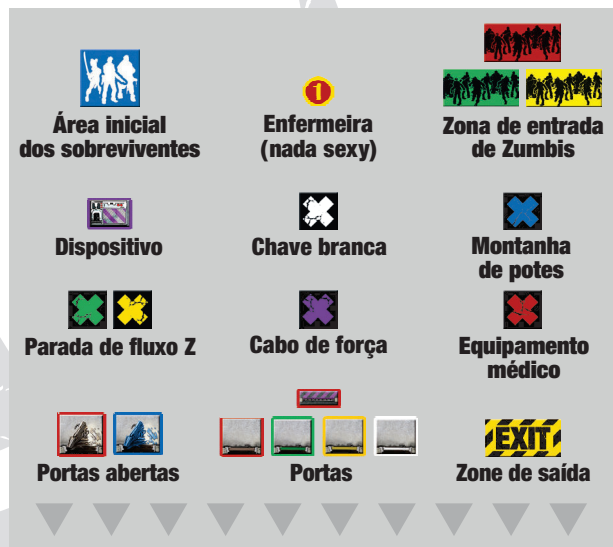 Área inicial
dos sobreviventes
1
Enfermeira
(nada sexy)
Zona de entrada
de Zumbis
Dispositivo
Chave branca
Montanha
de potes
Parada de fluxo Z
Cabo de força
Equipamento
médico
Portas abertas
Portas
EXIT
Zone de saída